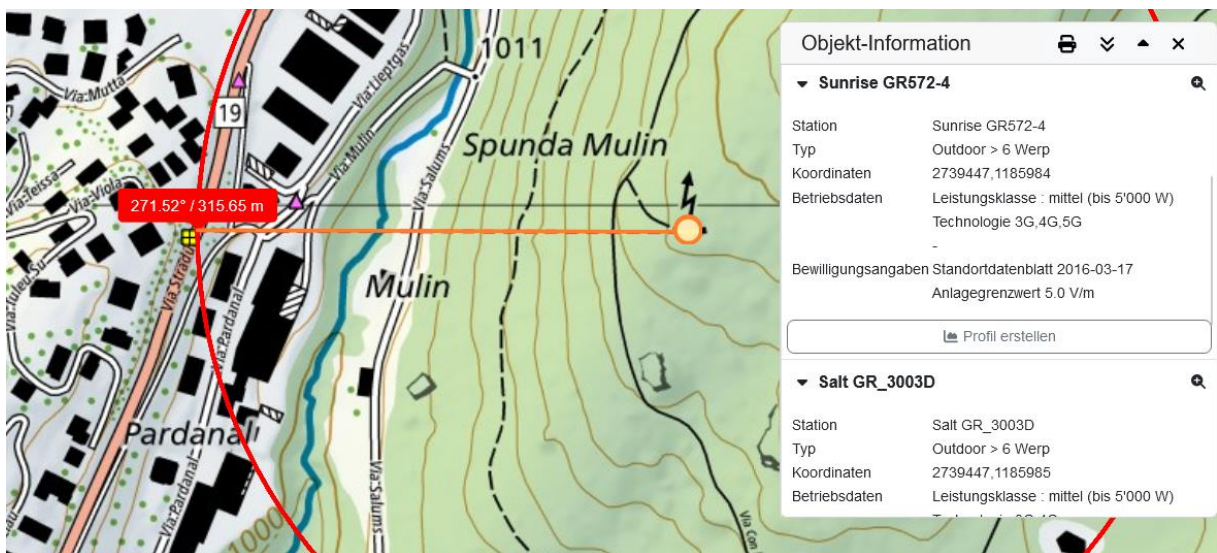 1011
Via·Lieptgas
Via·Mutta
19
Via·Mulin
Spunda Mulin
Via·Salums
Via·Teissa
Via·Viola
271.52° / 315.65 m
Via·Stradun
Mulin
Via·Pardanal
Pardanal
Via·Pardanal
Via·Salums
1000
Via Con
Objekt-Information
Sunrise GR572-4
Station Sunrise GR572-4
Typ Outdoor > 6 Werp
Koordinaten 2739447,1185984
Betriebsdaten Leistungsklasse : mittel (bis 5'000 W)
Technologie 3G,4G,5G
-
Bewilligungsangaben Standortdatenblatt 2016-03-17
Anlagegrenzwert 5.0 V/m
Profil erstellen
Salt GR_3003D
Station Salt GR_3003D
Typ Outdoor > 6 Werp
Koordinaten 2739447,1185985
Betriebsdaten Leistungsklasse : mittel (bis 5'000 W)